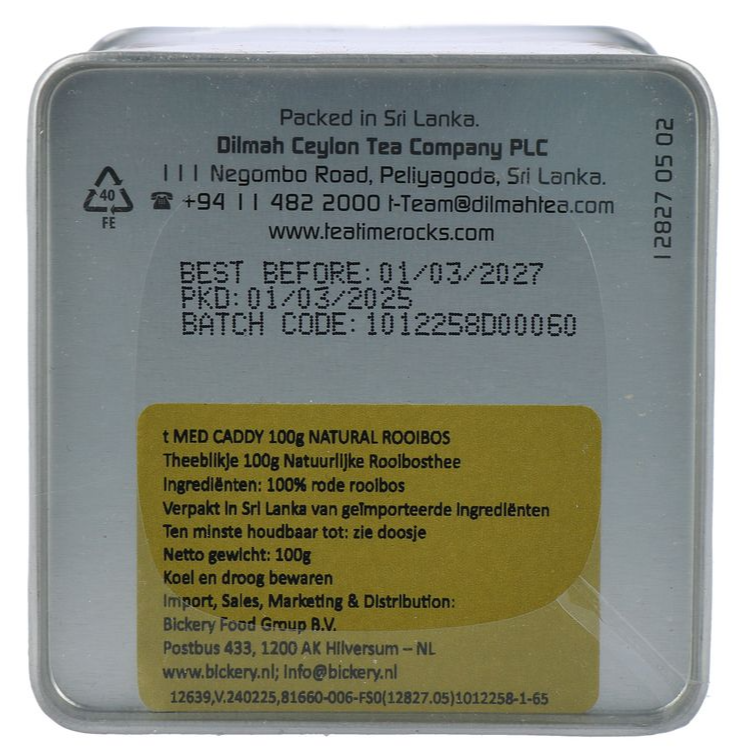 Packed in Sri Lanka.
Dilmah Ceylon Tea Company PLC
111 Negombo Road, Peliyagoda, Sri Lanka.
☎ +94 11 482 2000 t-Team@dilmahtea.com
www.teatimerocks.com
40
FE
12827 05 02
BEST BEFORE:01/03/2027
PKD:01/03/2025
BATCH CODE:1012258D00060
t MED CADDY 100g NATURAL ROOIBOS
Theeblikje 100g Natuurlijke Rooibosthee
Ingrediënten: 100% rode rooibos
Verpakt in Sri Lanka van geïmporteerde ingrediënten
Ten minste houdbaar tot: zie doosje
Netto gewicht: 100g
Koel en droog bewaren
Import, Sales, Marketing & Distribution:
Bickery Food Group B.V.
Postbus 433, 1200 AK Hilversum – NL
www.bickery.nl; info@bickery.nl
12639,V.240225,81660-006-FS0(12827.05)1012258-1-65